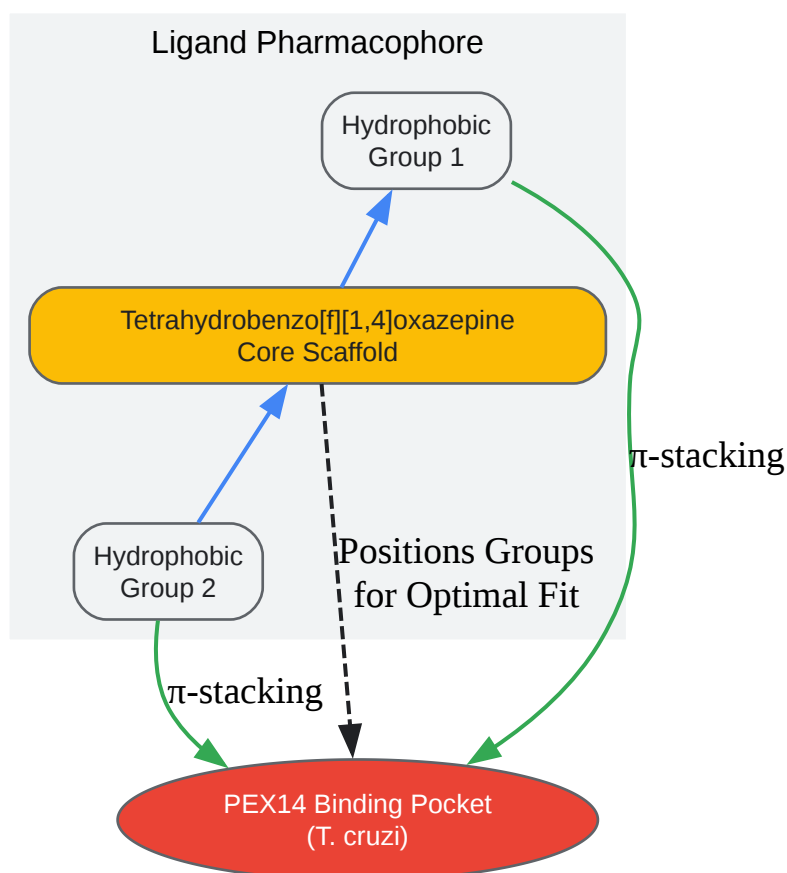 Ligand Pharmacophore
Hydrophobic
Group 1
Tetrahydrobenzo[f][1,4]oxazepine
Core Scaffold
π-stacking
Hydrophobic
Group 2
Positions Groups
for Optimal Fit
π-stacking
PEX14 Binding Pocket
(T. cruzi)